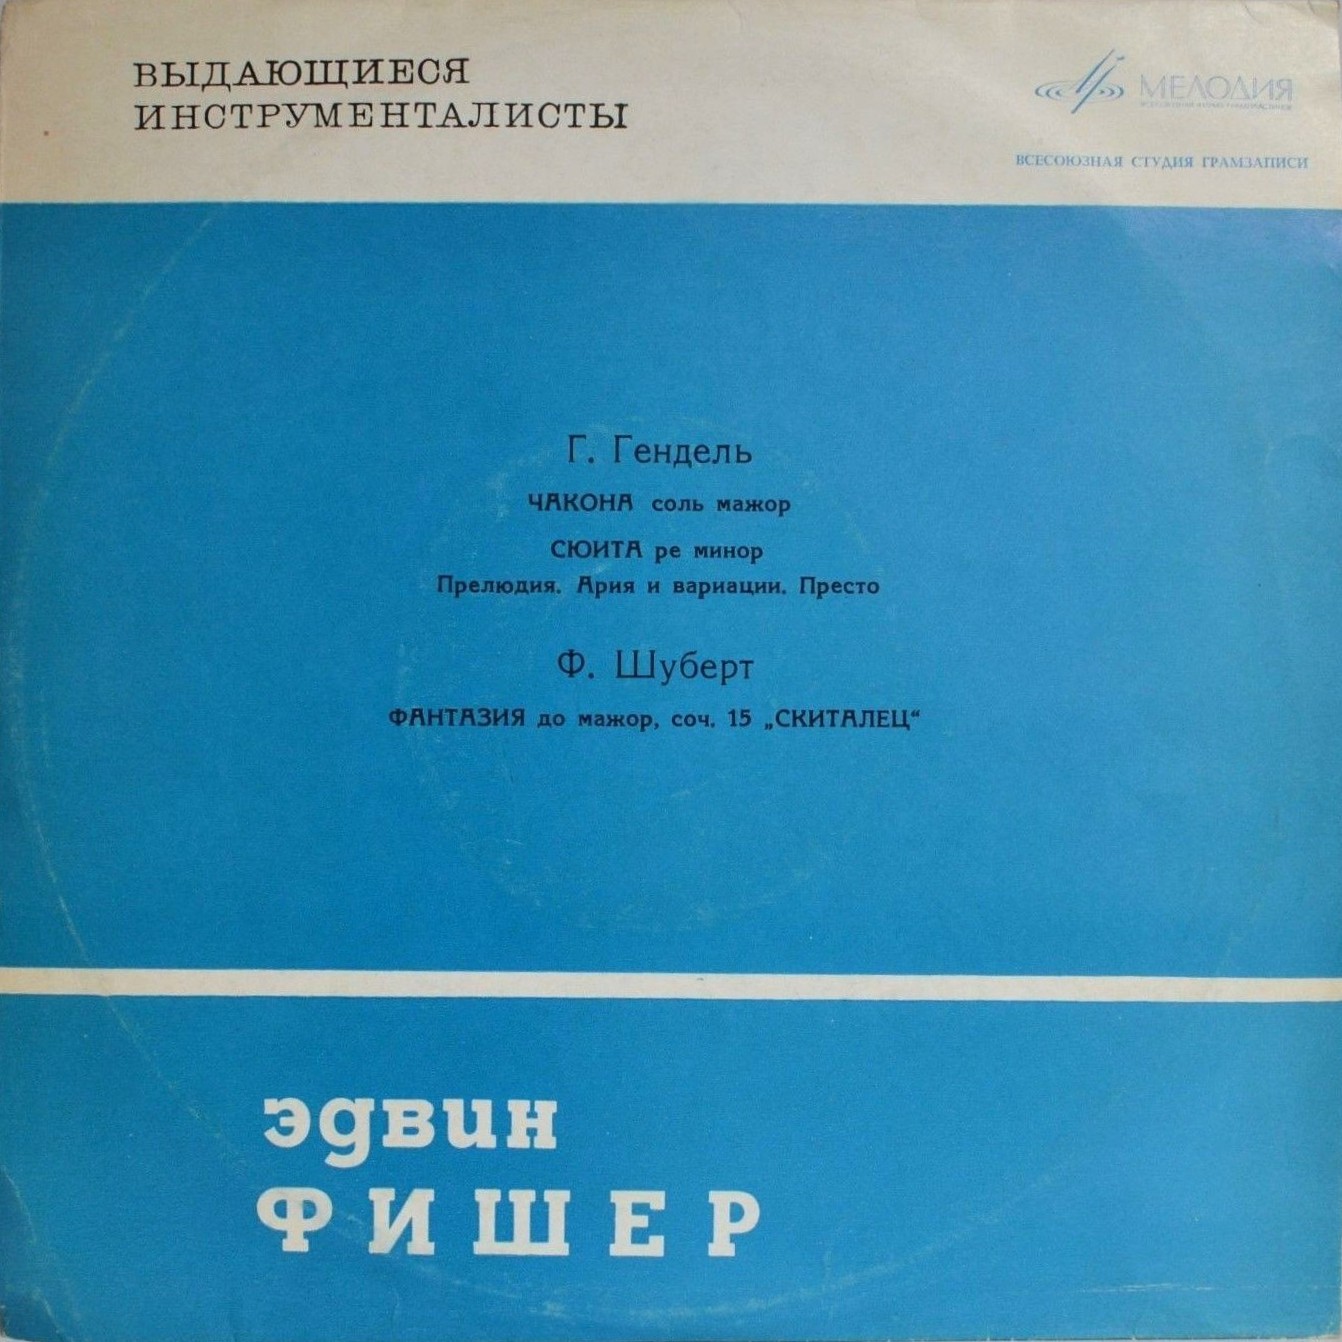 ВЫДАЮЩИЕСЯ
ИНСТРУМЕНТАЛИСТЫ
МЕЛОДИЯ
ВСЕСОЮЗНАЯ СТУДИЯ ГРАМЗАПИСИ
Г. Гендель
ЧАКОНА соль мажор
СЮИТА ре минор
Прелюдия. Ария и вариации. Престо
Ф. Шуберт
ФАНТАЗИЯ до мажор, соч. 15 „СКИТАЛЕЦ“
эдвин
ФИШЕР